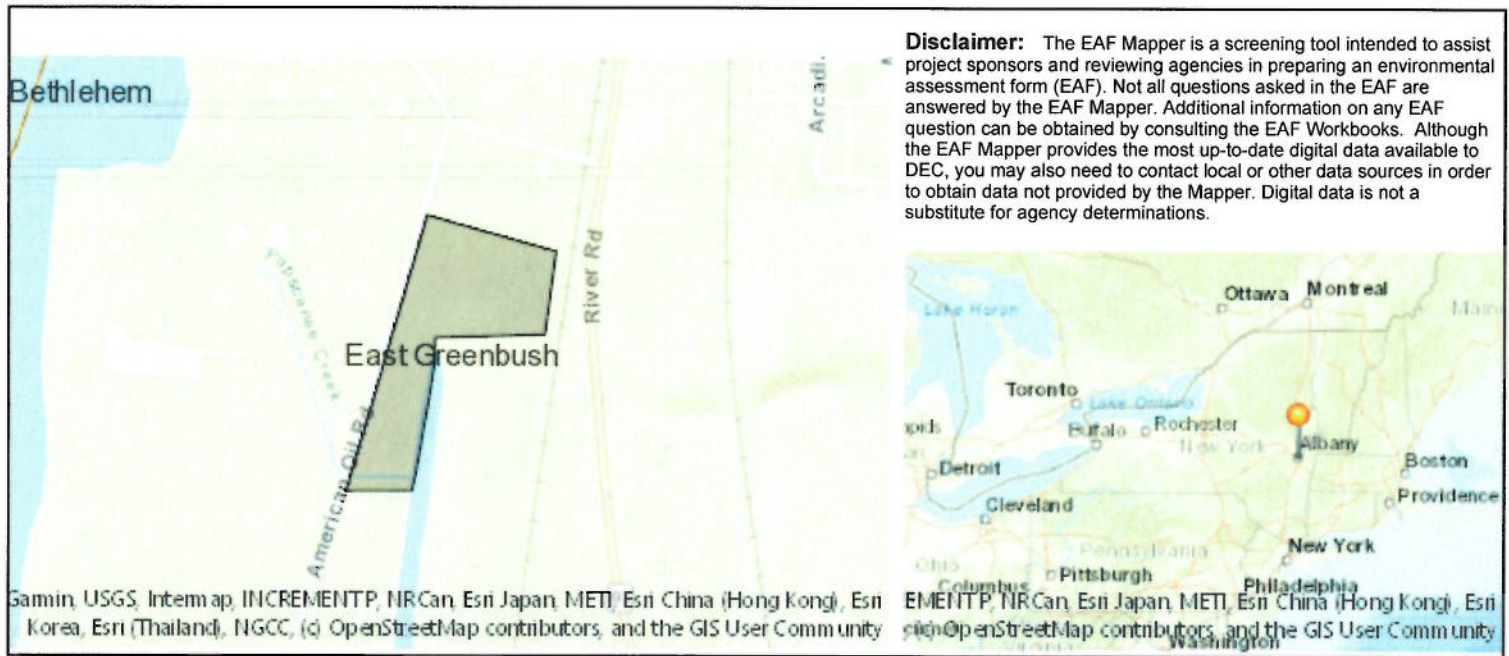 Bethlehem
Arcadi.
Yapscanee Creek
River Rd
East Greenbush
American Oil Rd
Garmin, USGS, Intermap, INCREMENT P, NRCan, Esri Japan, METI, Esri China (Hong Kong), Esri
Korea, Esri (Thailand), NGCC, (c) OpenStreetMap contributors, and the GIS User Community
Disclaimer: The EAF Mapper is a screening tool intended to assist
project sponsors and reviewing agencies in preparing an environmental
assessment form (EAF). Not all questions asked in the EAF are
answered by the EAF Mapper. Additional information on any EAF
question can be obtained by consulting the EAF Workbooks. Although
the EAF Mapper provides the most up-to-date digital data available to
DEC, you may also need to contact local or other data sources in order
to obtain data not provided by the Mapper. Digital data is not a
substitute for agency determinations.
Ottawa
Montreal
Lake Huron
Toronto
Lake Ontario
apids
Buffalo
Rochester
New York
Albany
Detroit
Boston
Cleveland
Providence
New York
Pennsylvania
Ohio
Pittsburgh
Columbus
Philadelphia
EMENT P, NRCan, Esri Japan, METI, Esri China (Hong Kong), Esri
OpenStreetMap contributors, and the GIS User Community
Washington